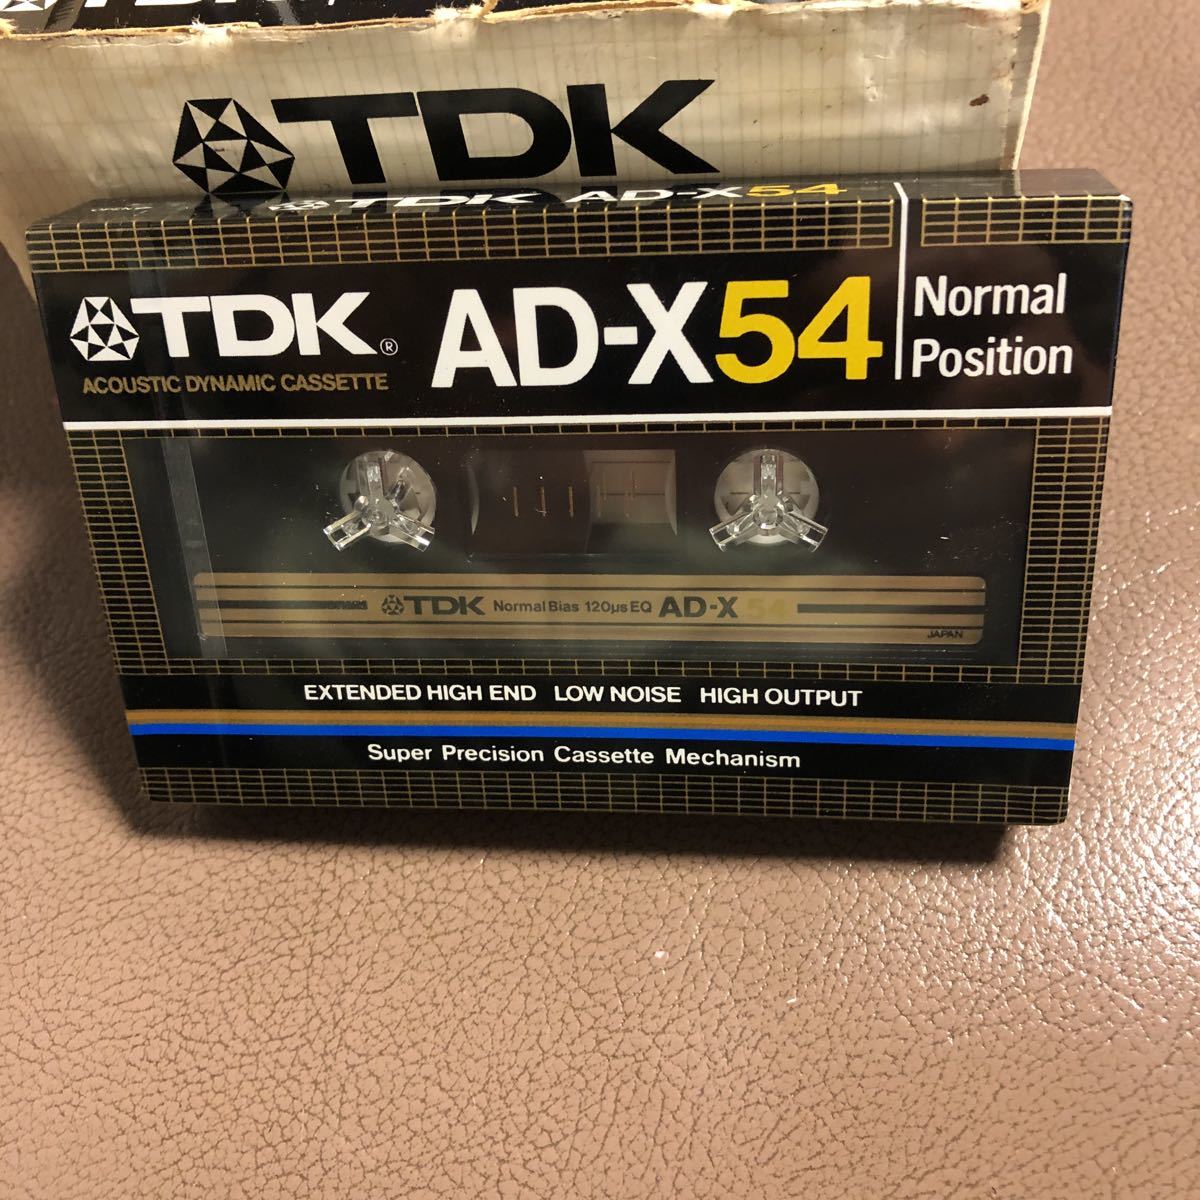 TDK
TDK AD-X54
TDK® AD-X54 Normal Position
ACOUSTIC DYNAMIC CASSETTE
TDK Normal Bias 120μs EQ AD-X 54
JAPAN
EXTENDED HIGH END LOW NOISE HIGH OUTPUT
Super Precision Cassette Mechanism